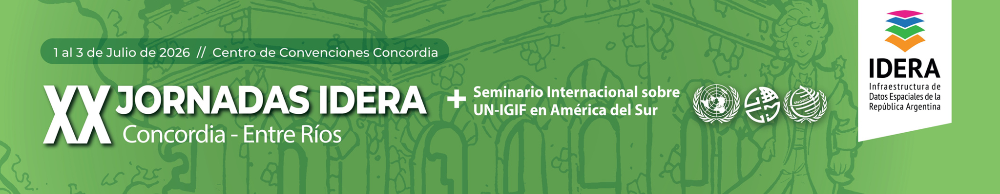 1 al 3 de Julio de 2026 // Centro de Convenciones Concordia
XX JORNADAS IDERA
Concordia - Entre Ríos
+ Seminario Internacional sobre
UN-IGIF en América del Sur
UN-GGKIC
IDERA
Infraestructura de
Datos Espaciales de la
República Argentina